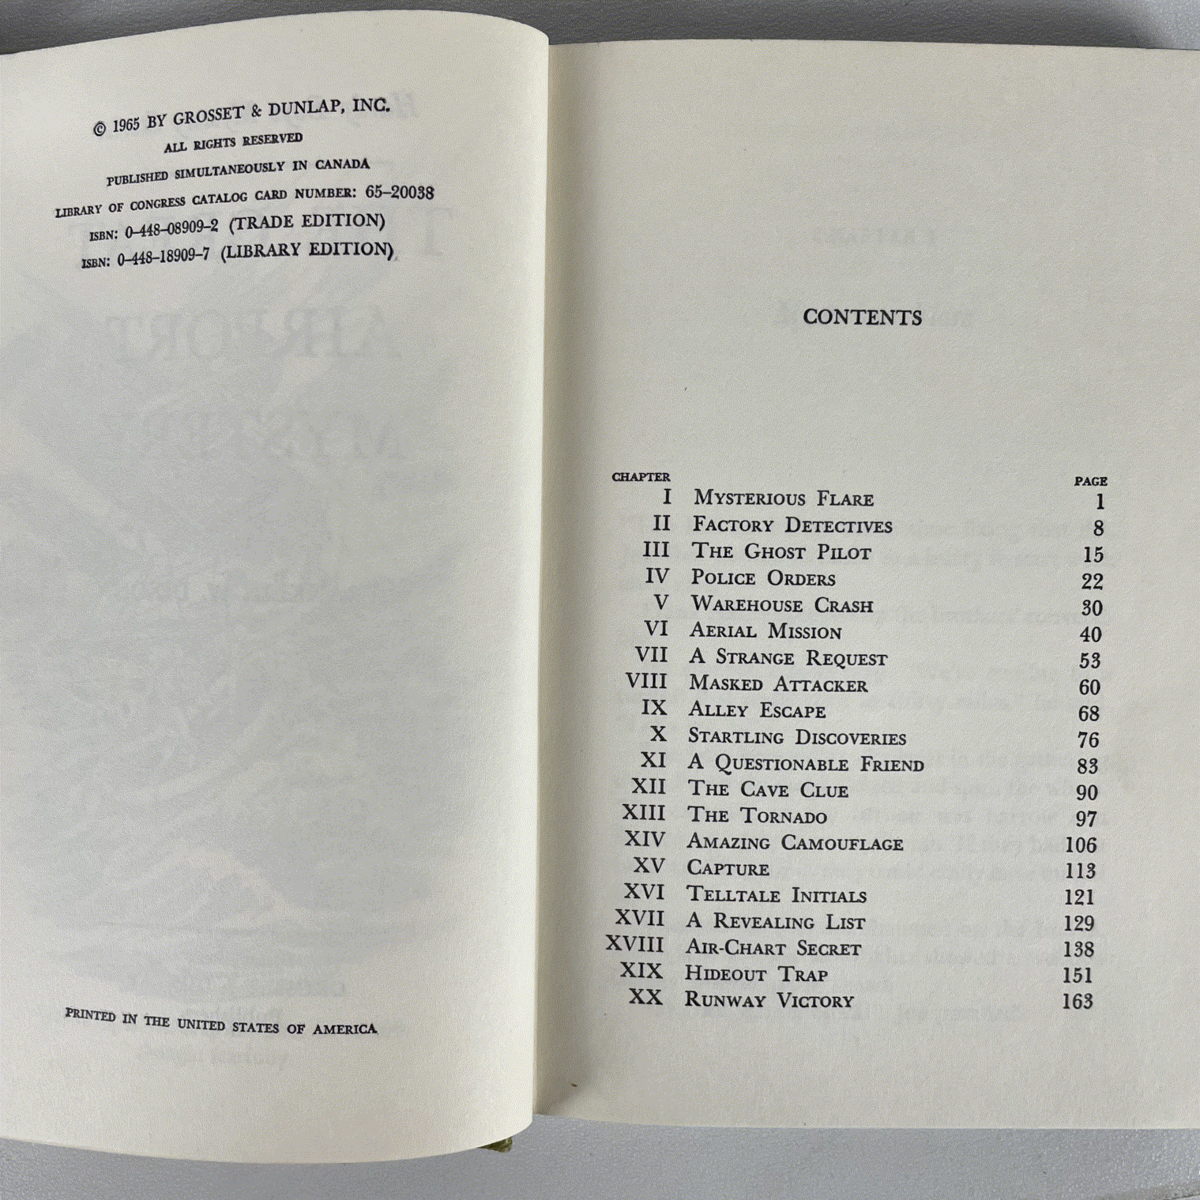 © 1965 BY GROSSET & DUNLAP, INC.
ALL RIGHTS RESERVED
PUBLISHED SIMULTANEOUSLY IN CANADA
LIBRARY OF CONGRESS CATALOG CARD NUMBER: 65-20038
ISBN: 0-448-08909-2 (TRADE EDITION)
ISBN: 0-448-18909-7 (LIBRARY EDITION)
PRINTED IN THE UNITED STATES OF AMERICA
CONTENTS
CHAPTER PAGE
I MYSTERIOUS FLARE 1
II FACTORY DETECTIVES 8
III THE GHOST PILOT 15
IV POLICE ORDERS 22
V WAREHOUSE CRASH 30
VI AERIAL MISSION 40
VII A STRANGE REQUEST 53
VIII MASKED ATTACKER 60
IX ALLEY ESCAPE 68
X STARTLING DISCOVERIES 76
XI A QUESTIONABLE FRIEND 83
XII THE CAVE CLUE 90
XIII THE TORNADO 97
XIV AMAZING CAMOUFLAGE 106
XV CAPTURE 113
XVI TELLTALE INITIALS 121
XVII A REVEALING LIST 129
XVIII AIR-CHART SECRET 138
XIX HIDEOUT TRAP 151
XX RUNWAY VICTORY 163